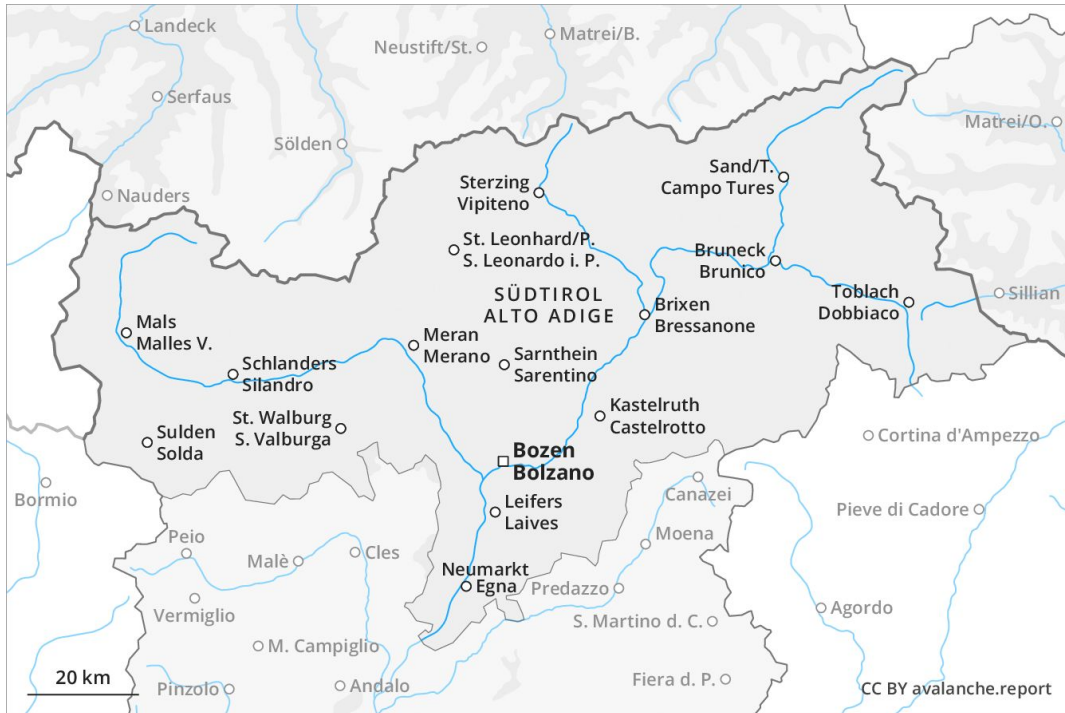 Landeck
Neustift/St.
Matrei/B.
Serfaus
Matrei/O.
Sölden
Nauders
Sterzing
Vipiteno
Sand/T.
Campo Tures
St. Leonhard/P.
S. Leonardo i. P.
Bruneck
Brunico
SÜDTIROL
ALTO ADIGE
Toblach
Dobbiaco
Sillian
Brixen
Bressanone
Mals
Malles V.
Meran
Merano
Schlanders
Silandro
Sarnthein
Sarentino
St. Walburg
S. Valburga
Kastelruth
Castelrotto
Sulden
Solda
Cortina d'Ampezzo
Bozen
Bolzano
Bormio
Canazei
Leifers
Laives
Pieve di Cadore
Peio
Malè
Cles
Moena
Neumarkt
Egna
Predazzo
Vermiglio
Agordo
S. Martino d. C.
M. Campiglio
20 km
Pinzolo
Andalo
Fiera d. P.
CC BY avalanche.report